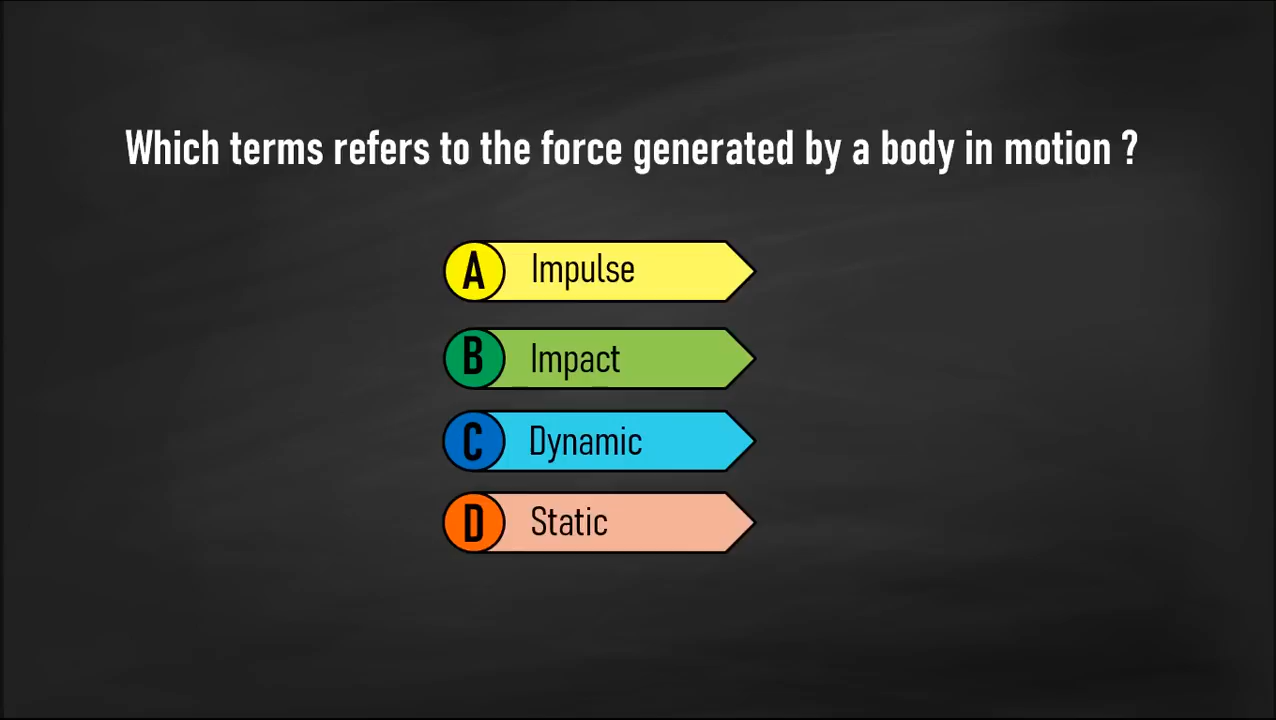 Which terms refers to the force generated by a body in motion ?
A Impulse
B Impact
C Dynamic
D Static